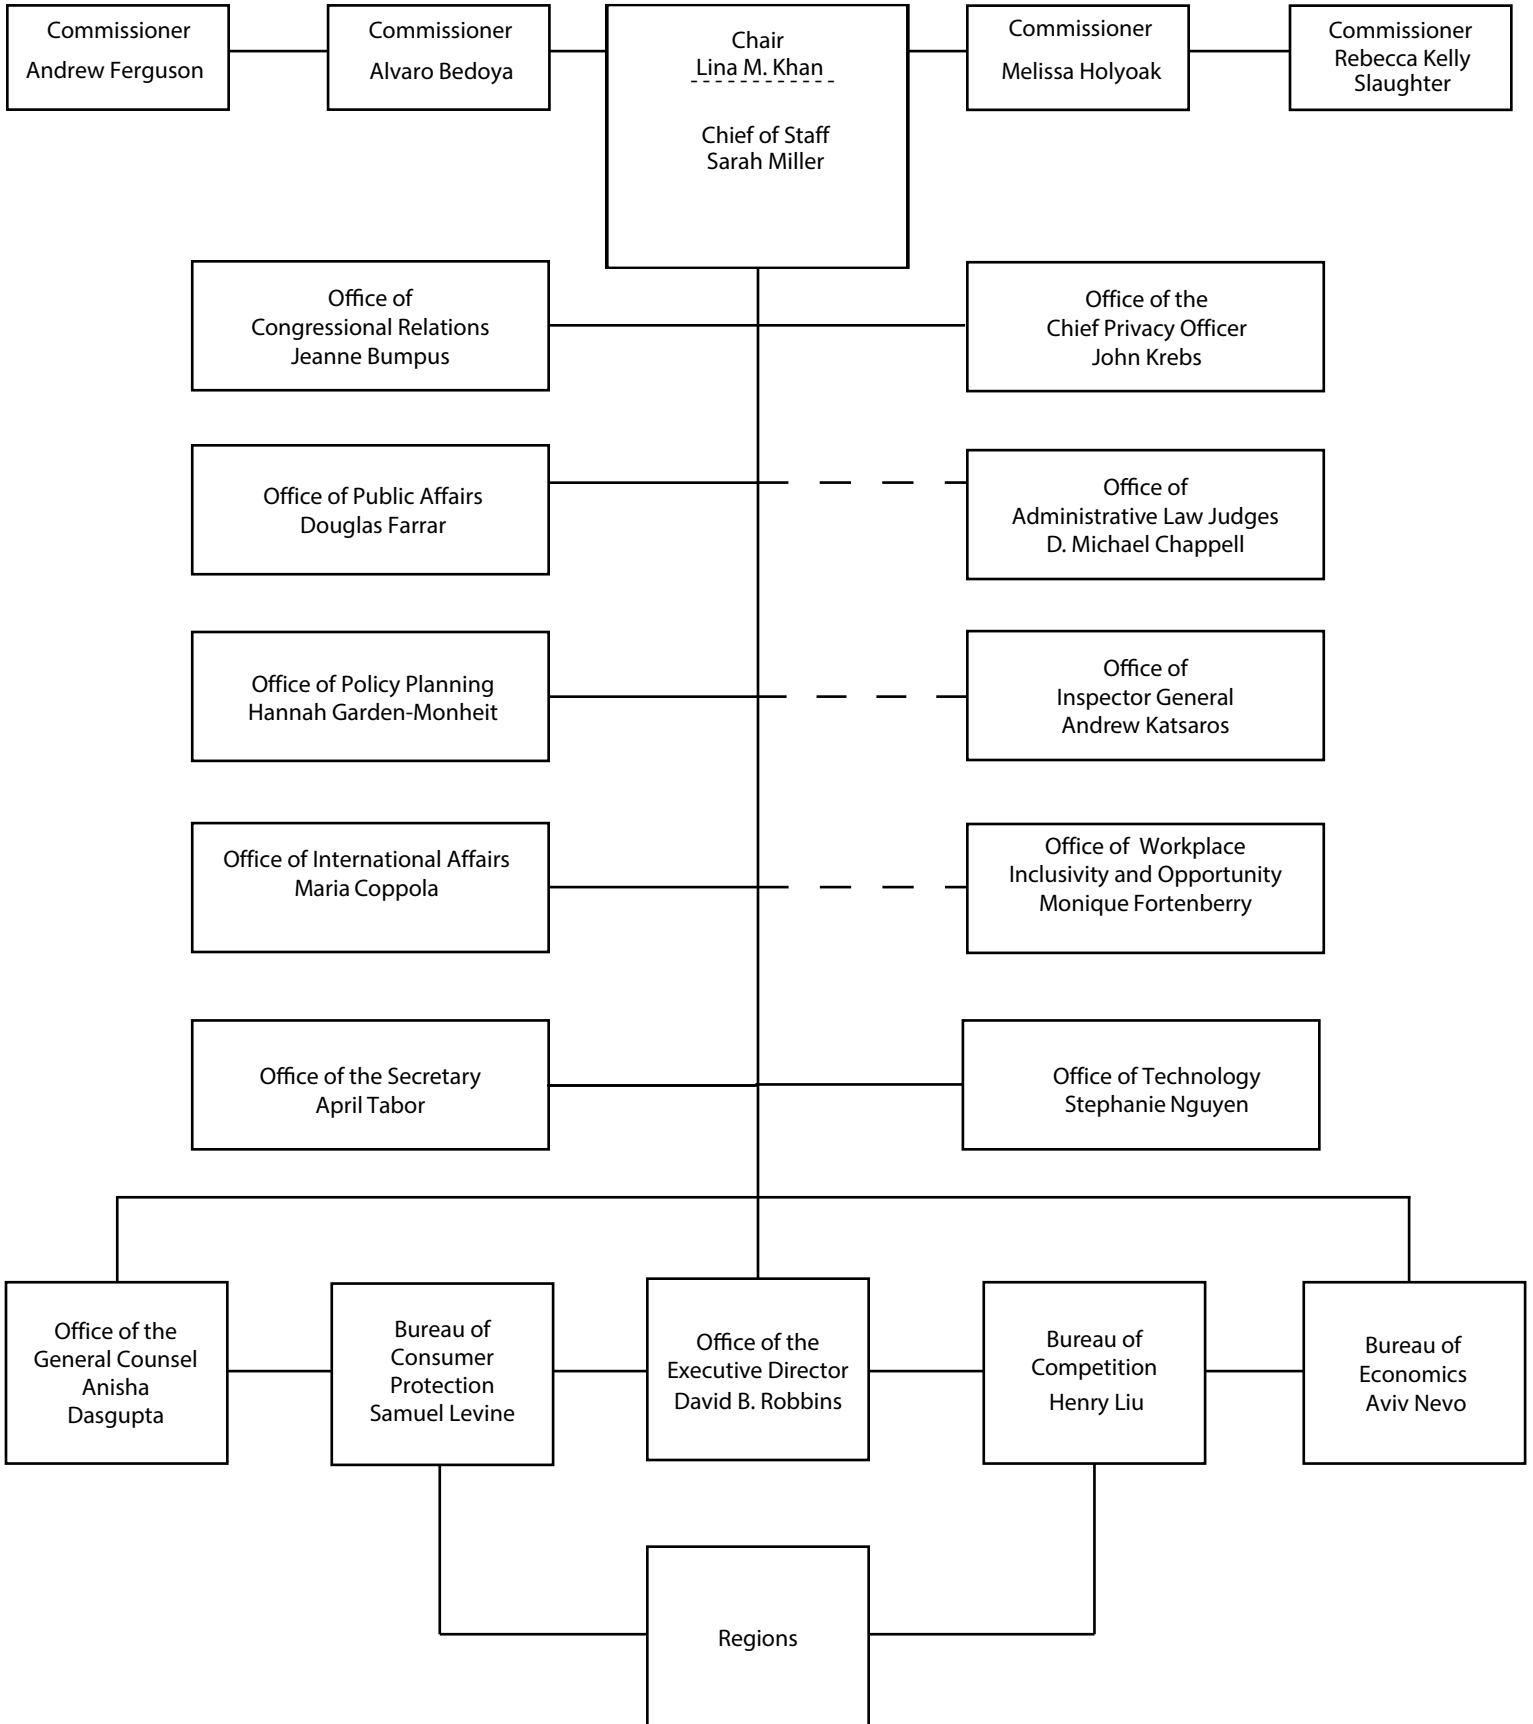 Commissioner
Andrew Ferguson
Commissioner
Alvaro Bedoya
Chair
Lina M. Khan
Chief of Staff
Sarah Miller
Commissioner
Melissa Holyoak
Commissioner
Rebecca Kelly
Slaughter
Office of
Congressional Relations
Jeanne Bumpus
Office of the
Chief Privacy Officer
John Krebs
Office of Public Affairs
Douglas Farrar
Office of
Administrative Law Judges
D. Michael Chappell
Office of Policy Planning
Hannah Garden-Monheit
Office of
Inspector General
Andrew Katsaros
Office of International Affairs
Maria Coppola
Office of Workplace
Inclusivity and Opportunity
Monique Fortenberry
Office of the Secretary
April Tabor
Office of Technology
Stephanie Nguyen
Office of the
General Counsel
Anisha
Dasgupta
Bureau of
Consumer
Protection
Samuel Levine
Office of the
Executive Director
David B. Robbins
Bureau of
Competition
Henry Liu
Bureau of
Economics
Aviv Nevo
Regions